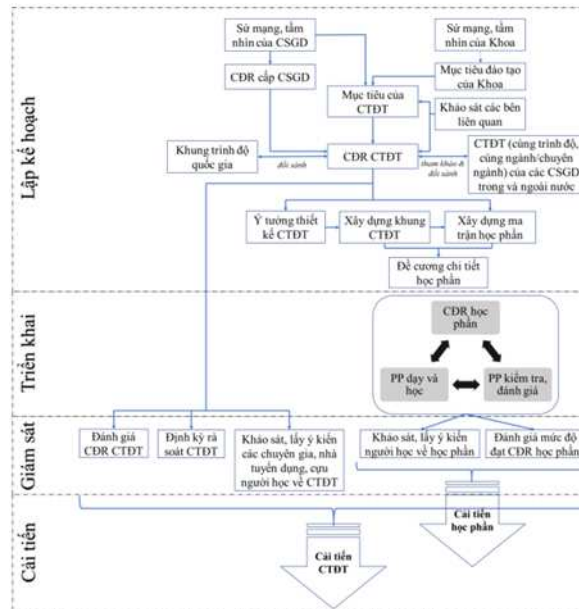 Lập kế hoạch
Sứ mạng, tầm
nhìn của CSGD
Sứ mạng, tầm
nhìn của Khoa
CĐR cấp CSGD
Mục tiêu đào tạo
của Khoa
Mục tiêu của
CTĐT
Khảo sát các bên
liên quan
Khung trình độ
quốc gia
đối sánh
CĐR CTĐT
tham khảo &
đối sánh
CTĐT (cùng trình độ,
cùng ngành/chuyên
ngành) của các CSGD
trong và ngoài nước
Ý tưởng thiết
kế CTĐT
Xây dựng khung
CTĐT
Xây dựng ma
trận học phần
Đề cương chi tiết
học phần
Triển khai
CĐR học
phần
PP dạy và
học
PP kiểm tra,
đánh giá
Giám sát
Đánh giá
CĐR CTĐT
Định kỳ rà
soát CTĐT
Khảo sát, lấy ý kiến
các chuyên gia, nhà
tuyển dụng, cựu
người học về CTĐT
Khảo sát, lấy ý kiến
người học về học phần
Đánh giá mức độ
đạt CĐR học phần
Cải tiến
Cải tiến
học phần
Cải tiến
CTĐT